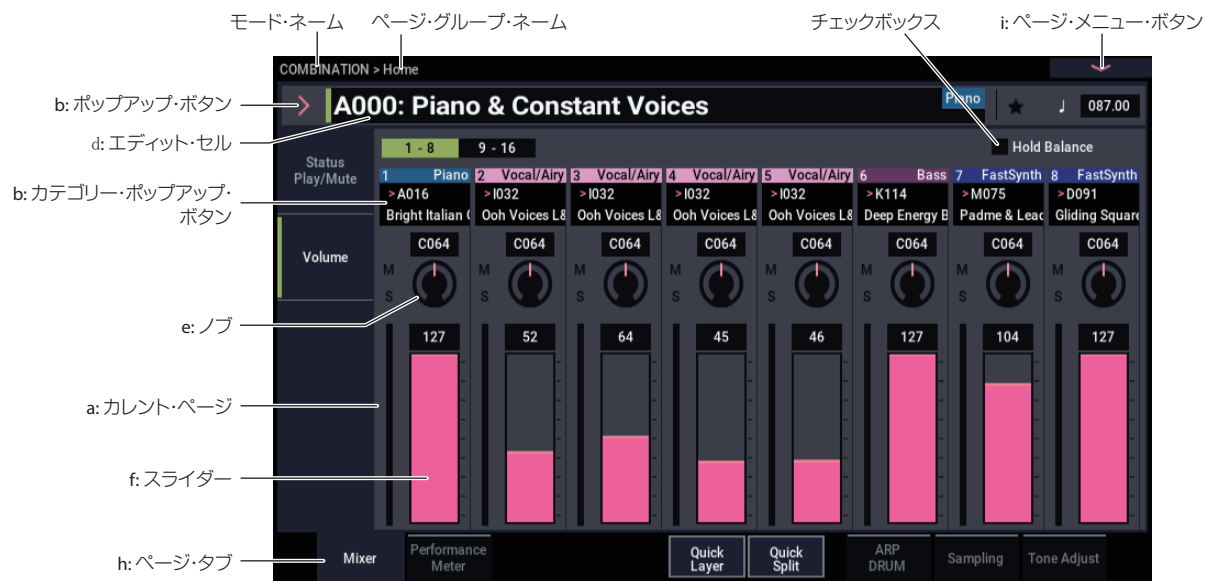 モード・ネーム ページ・グループ・ネーム チェックボックス i: ページ・メニュー・ボタン
COMBINATION > Home
b: ポップアップ・ボタン
A000: Piano & Constant Voices Piano ♩ 087.00
d: エディット・セル
1 - 8 9 - 16 Hold Balance
Status
Play/Mute
1 Piano 2 Vocal/Airy 3 Vocal/Airy 4 Vocal/Airy 5 Vocal/Airy 6 Bass 7 FastSynth 8 FastSynth
b: カテゴリー・ポップアップ・
ボタン
>A016 >I032 >I032 >I032 >I032 >K114 >M075 >D091
Bright Italian Ooh Voices L& Ooh Voices L& Ooh Voices L& Ooh Voices L& Deep Energy B Padme & Lead Gliding Square
C064 C064 C064 C064 C064 C064 C064 C064
Volume
M M M M M M M M
S S S S S S S S
e: ノブ
127 52 64 45 46 127 104 127
a: カレント・ページ
f: スライダー
h: ページ・タブ
Mixer
Performance
Meter
Quick
Layer
Quick
Split
ARP
DRUM
Sampling
Tone Adjust